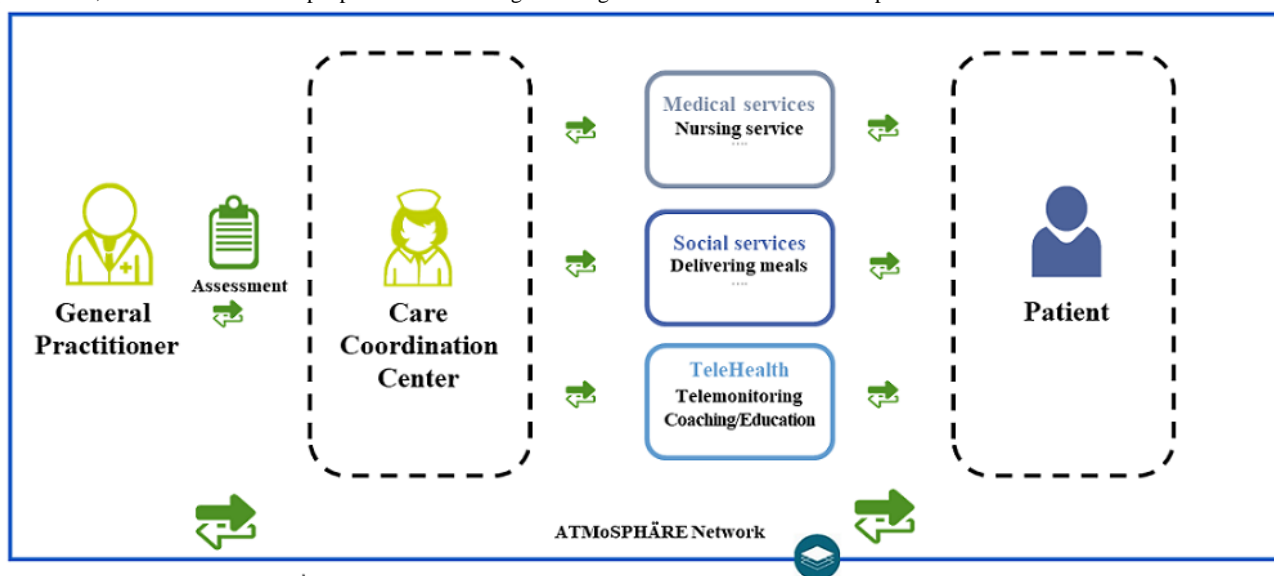 Medical services
Nursing service
....
Assessment
General
Practitioner
Care
Coordination
Center
Social services
Delivering meals
....
Patient
TeleHealth
Telemonitoring
Coaching/Education
ATMoSPHÄRE Network